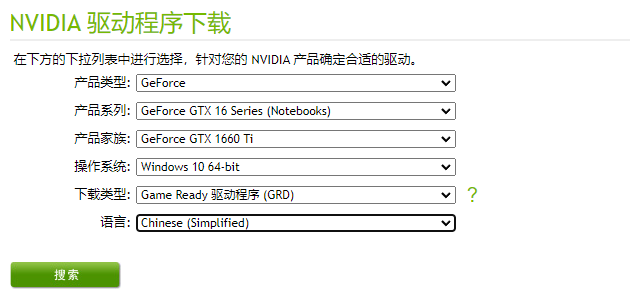 NVIDIA 驱动程序下载
在下方的下拉列表中进行选择，针对您的 NVIDIA 产品确定合适的驱动。
产品类型: GeForce
产品系列: GeForce GTX 16 Series (Notebooks)
产品家族: GeForce GTX 1660 Ti
操作系统: Windows 10 64-bit
下载类型: Game Ready 驱动程序 (GRD) ?
语言: Chinese (Simplified)
搜索